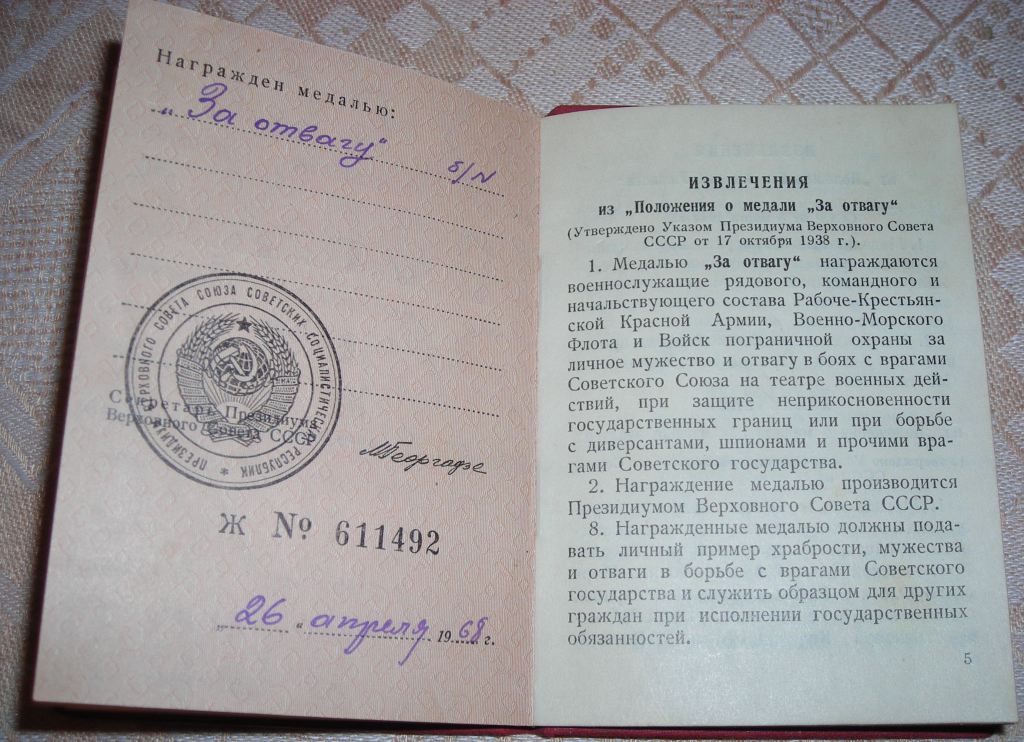 Награжден медалью:
„За отвагу“ б/N
ПРЕЗИДИУМ ВЕРХОВНОГО СОВЕТА СОЮЗА СОВЕТСКИХ СОЦИАЛИСТИЧЕСКИХ РЕСПУБЛИК
Секретарь Президиума
Верховного Совета СССР
МГеоргадзе
Ж № 611492
„26“ апреля 1968 г.
ИЗВЛЕЧЕНИЯ
из „Положения о медали „За отвагу“
(Утверждено Указом Президиума Верховного Совета
СССР от 17 октября 1938 г.).
1. Медалью „За отвагу“ награждаются
военнослужащие рядового, командного и
начальствующего состава Рабоче-Крестьян-
ской Красной Армии, Военно-Морского
Флота и Войск пограничной охраны за
личное мужество и отвагу в боях с врагами
Советского Союза на театре военных дей-
ствий, при защите неприкосновенности
государственных границ или при борьбе
с диверсантами, шпионами и прочими вра-
гами Советского государства.
2. Награждение медалью производится
Президиумом Верховного Совета СССР.
8. Награжденные медалью должны пода-
вать личный пример храбрости, мужества
и отваги в борьбе с врагами Советского
государства и служить образцом для других
граждан при исполнении государственных
обязанностей.
5